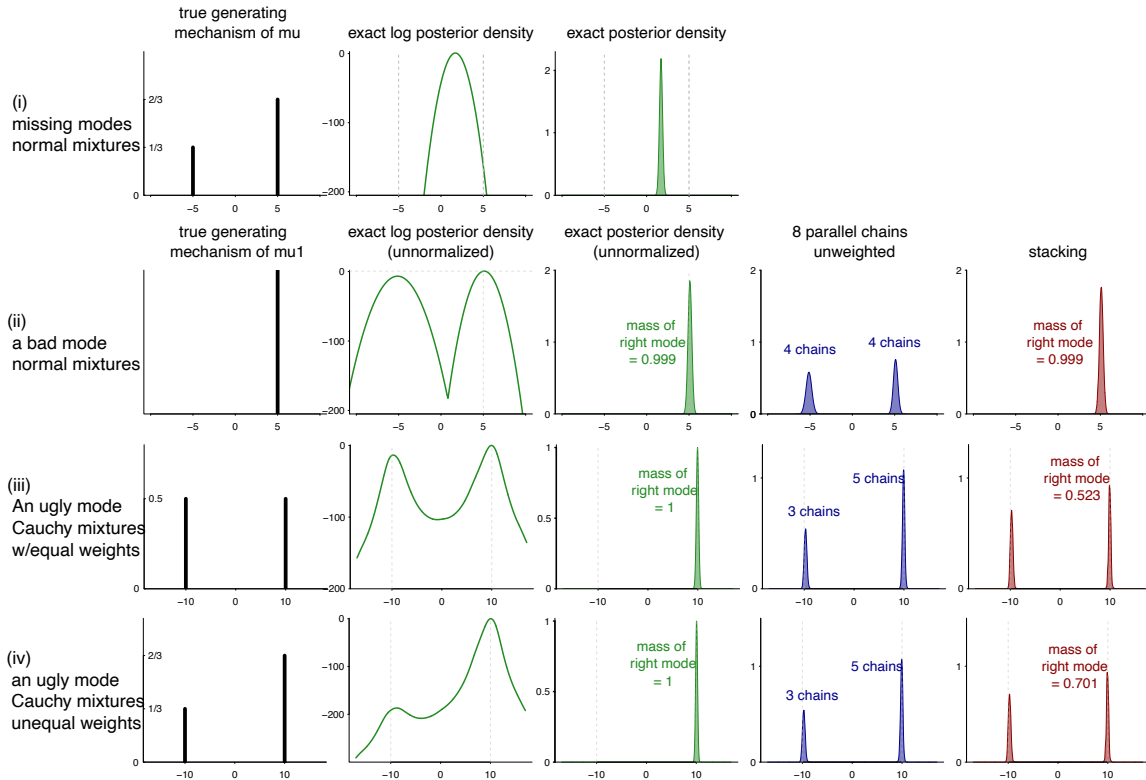 true generating
mechanism of mu
exact log posterior density
exact posterior density
(i)
missing modes
normal mixtures
2/3
1/3
0
−5 0 5
0
−100
−200
−5 0 5
2
1
0
−5 0 5
true generating
mechanism of mu1
exact log posterior density
(unnormalized)
exact posterior density
(unnormalized)
8 parallel chains
unweighted
stacking
(ii)
a bad mode
normal mixtures
−5 0 5
0
−100
−200
−5 0 5
2
1
0
mass of
right mode
= 0.999
−5 0 5
2
1
0
4 chains
4 chains
−5 0 5
2
1
0
mass of
right mode
= 0.999
−5 0 5
(iii)
An ugly mode
Cauchy mixtures
w/equal weights
0.5
0
−10 0 10
0
−100
−200
−10 0 10
1
0.5
0
mass of
right mode
= 1
−10 0 10
1
0
3 chains
5 chains
−10 0 10
1
0
mass of
right mode
= 0.523
−10 0 10
(iv)
an ugly mode
Cauchy mixtures
unequal weights
2/3
1/3
0
−10 0 10
0
−100
−200
−10 0 10
1
0.5
0
mass of
right mode
= 1
−10 0 10
1
0
3 chains
5 chains
−10 0 10
1
0
mass of
right mode
= 0.701
−10 0 10